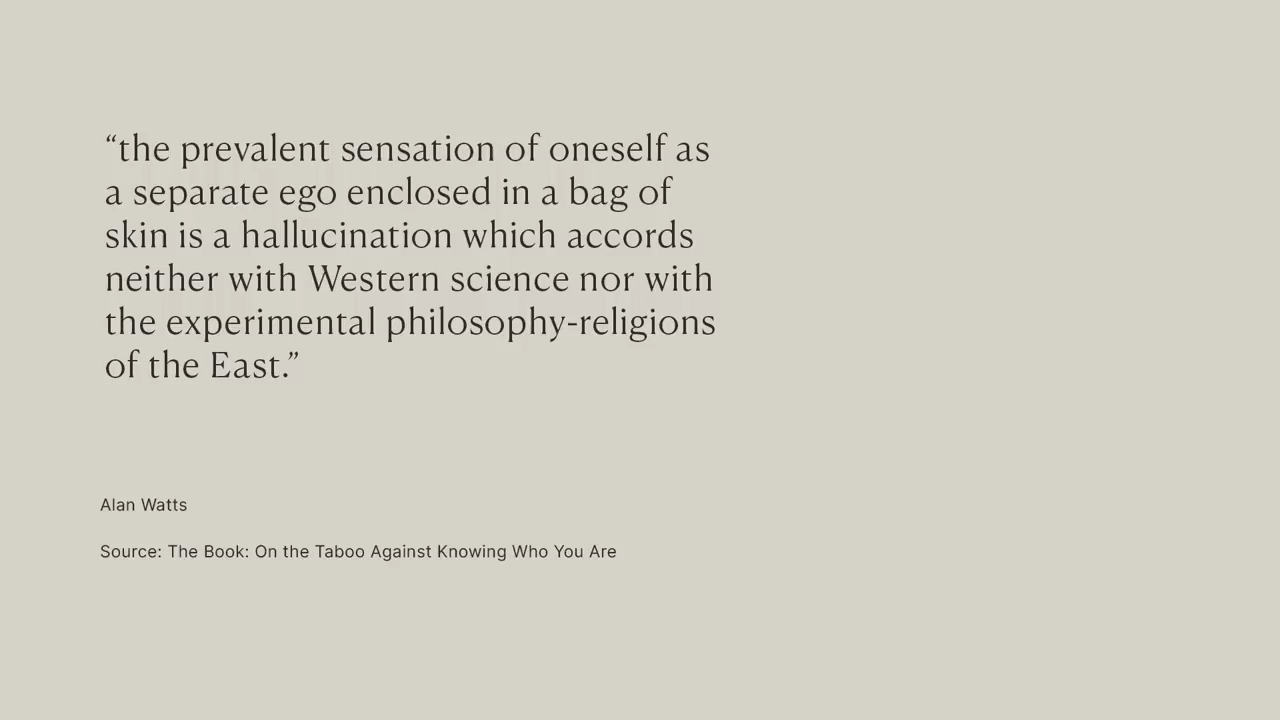 “the prevalent sensation of oneself as
a separate ego enclosed in a bag of
skin is a hallucination which accords
neither with Western science nor with
the experimental philosophy-religions
of the East.”
Alan Watts
Source: The Book: On the Taboo Against Knowing Who You Are